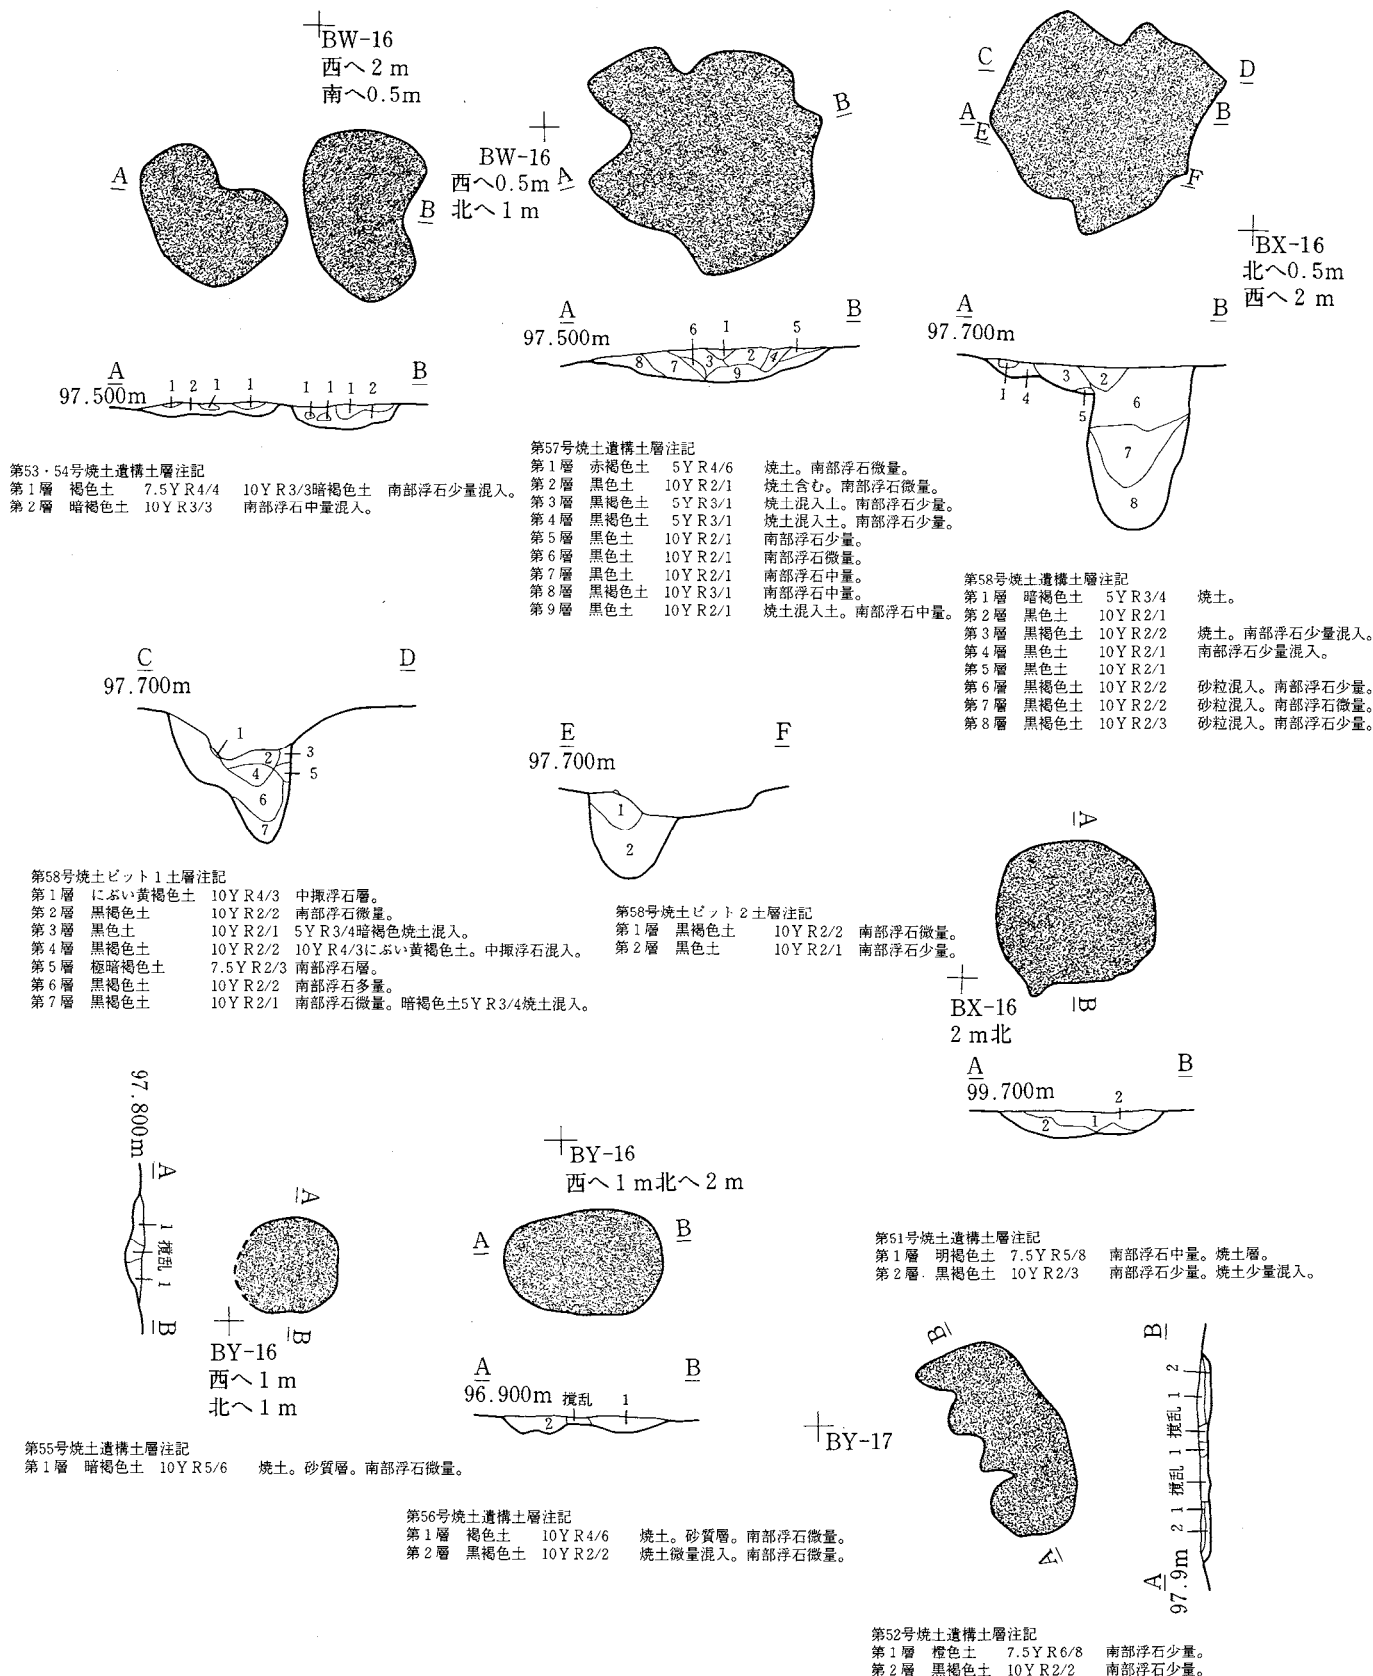 BW-16
西へ2m
南へ0.5m
A
B
A
97.500m
B
1 2 1 1 1 1 1 2
第53・54号焼土遺構土層注記
第1層 褐色土 7.5YR4/4 10YR3/3暗褐色土 南部浮石少量混入。
第2層 暗褐色土 10YR3/3 南部浮石中量混入。
BW-16
西へ0.5m
北へ1m
A
B
A
97.500m
B
6 1 5
8 7 3 2 4 9
第57号焼土遺構土層注記
第1層 赤褐色土 5YR4/6 焼土。南部浮石微量。
第2層 黒色土 10YR2/1 焼土含む。南部浮石微量。
第3層 黒褐色土 5YR3/1 焼土混入土。南部浮石少量。
第4層 黒褐色土 5YR3/1 焼土混入土。南部浮石少量。
第5層 黒色土 10YR2/1 南部浮石少量。
第6層 黒色土 10YR2/1 南部浮石微量。
第7層 黒色土 10YR2/1 南部浮石中量。
第8層 黒褐色土 10YR3/1 南部浮石中量。
第9層 黒色土 10YR2/1 焼土混入土。南部浮石中量。
C
D
A
B
E
F
BX-16
北へ0.5m
西へ2m
A
97.700m
B
1 4 3 5 2 6
7
8
第58号焼土遺構土層注記
第1層 暗褐色土 5YR3/4 焼土。
第2層 黒色土 10YR2/1
第3層 黒褐色土 10YR2/2 焼土。南部浮石少量混入。
第4層 黒色土 10YR2/1 南部浮石少量混入。
第5層 黒色土 10YR2/1
第6層 黒褐色土 10YR2/2 砂粒混入。南部浮石少量。
第7層 黒褐色土 10YR2/2 砂粒混入。南部浮石微量。
第8層 黒褐色土 10YR2/3 砂粒混入。南部浮石少量。
C
97.700m
D
1
2 3
4 5
6
7
第58号焼土ピット1土層注記
第1層 にぶい黄褐色土 10YR4/3 中掫浮石層。
第2層 黒褐色土 10YR2/2 南部浮石微量。
第3層 黒色土 10YR2/1 5YR3/4暗褐色焼土混入。
第4層 黒褐色土 10YR2/2 10YR4/3にぶい黄褐色土。中掫浮石混入。
第5層 極暗褐色土 7.5YR2/3 南部浮石層。
第6層 黒褐色土 10YR2/2 南部浮石多量。
第7層 黒褐色土 10YR2/1 南部浮石微量。暗褐色土5YR3/4焼土混入。
E
97.700m
F
1
2
第58号焼土ピット2土層注記
第1層 黒褐色土 10YR2/2 南部浮石微量。
第2層 黒色土 10YR2/1 南部浮石少量。
A
B
BX-16
2m北
A
99.700m
B
2
2 1
第51号焼土遺構土層注記
第1層 明褐色土 7.5YR5/8 南部浮石中量。焼土層。
第2層 黒褐色土 10YR2/3 南部浮石少量。焼土少量混入。
97.800m
A
1 撹乱 1
B
A
B
BY-16
西へ1m
北へ1m
第55号焼土遺構土層注記
第1層 暗褐色土 10YR5/6 焼土。砂質層。南部浮石微量。
BY-16
西へ1m北へ2m
A
B
A
96.900m
B
撹乱 1
2
第56号焼土遺構土層注記
第1層 褐色土 10YR4/6 焼土。砂質層。南部浮石微量。
第2層 黒褐色土 10YR2/2 焼土微量混入。南部浮石微量。
BY-17
B
A
A
97.9m
2 1 撹乱 1 撹乱 1 2
B
第52号焼土遺構土層注記
第1層 橙色土 7.5YR6/8 南部浮石少量。
第2層 黒褐色土 10YR2/2 南部浮石少量。